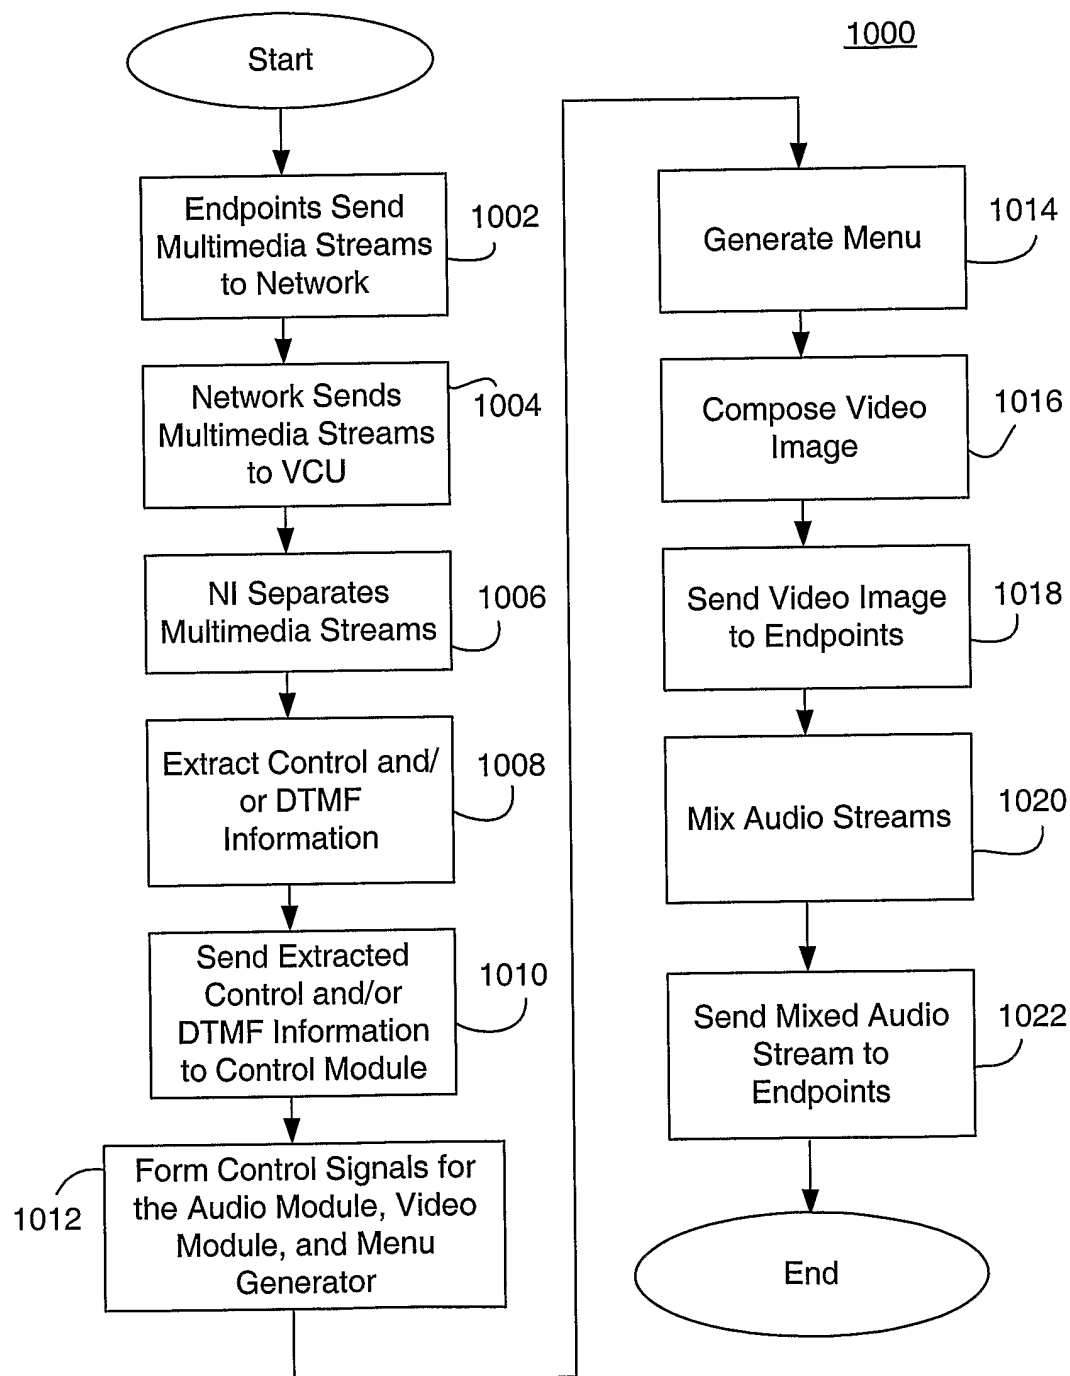 1000
Start
Endpoints Send
Multimedia Streams
to Network
1002
Network Sends
Multimedia Streams
to VCU
1004
NI Separates
Multimedia Streams
1006
Extract Control and/
or DTMF
Information
1008
Send Extracted
Control and/or
DTMF Information
to Control Module
1010
Form Control Signals for
the Audio Module, Video
Module, and Menu
Generator
1012
Generate Menu
1014
Compose Video
Image
1016
Send Video Image
to Endpoints
1018
Mix Audio Streams
1020
Send Mixed Audio
Stream to
Endpoints
1022
End